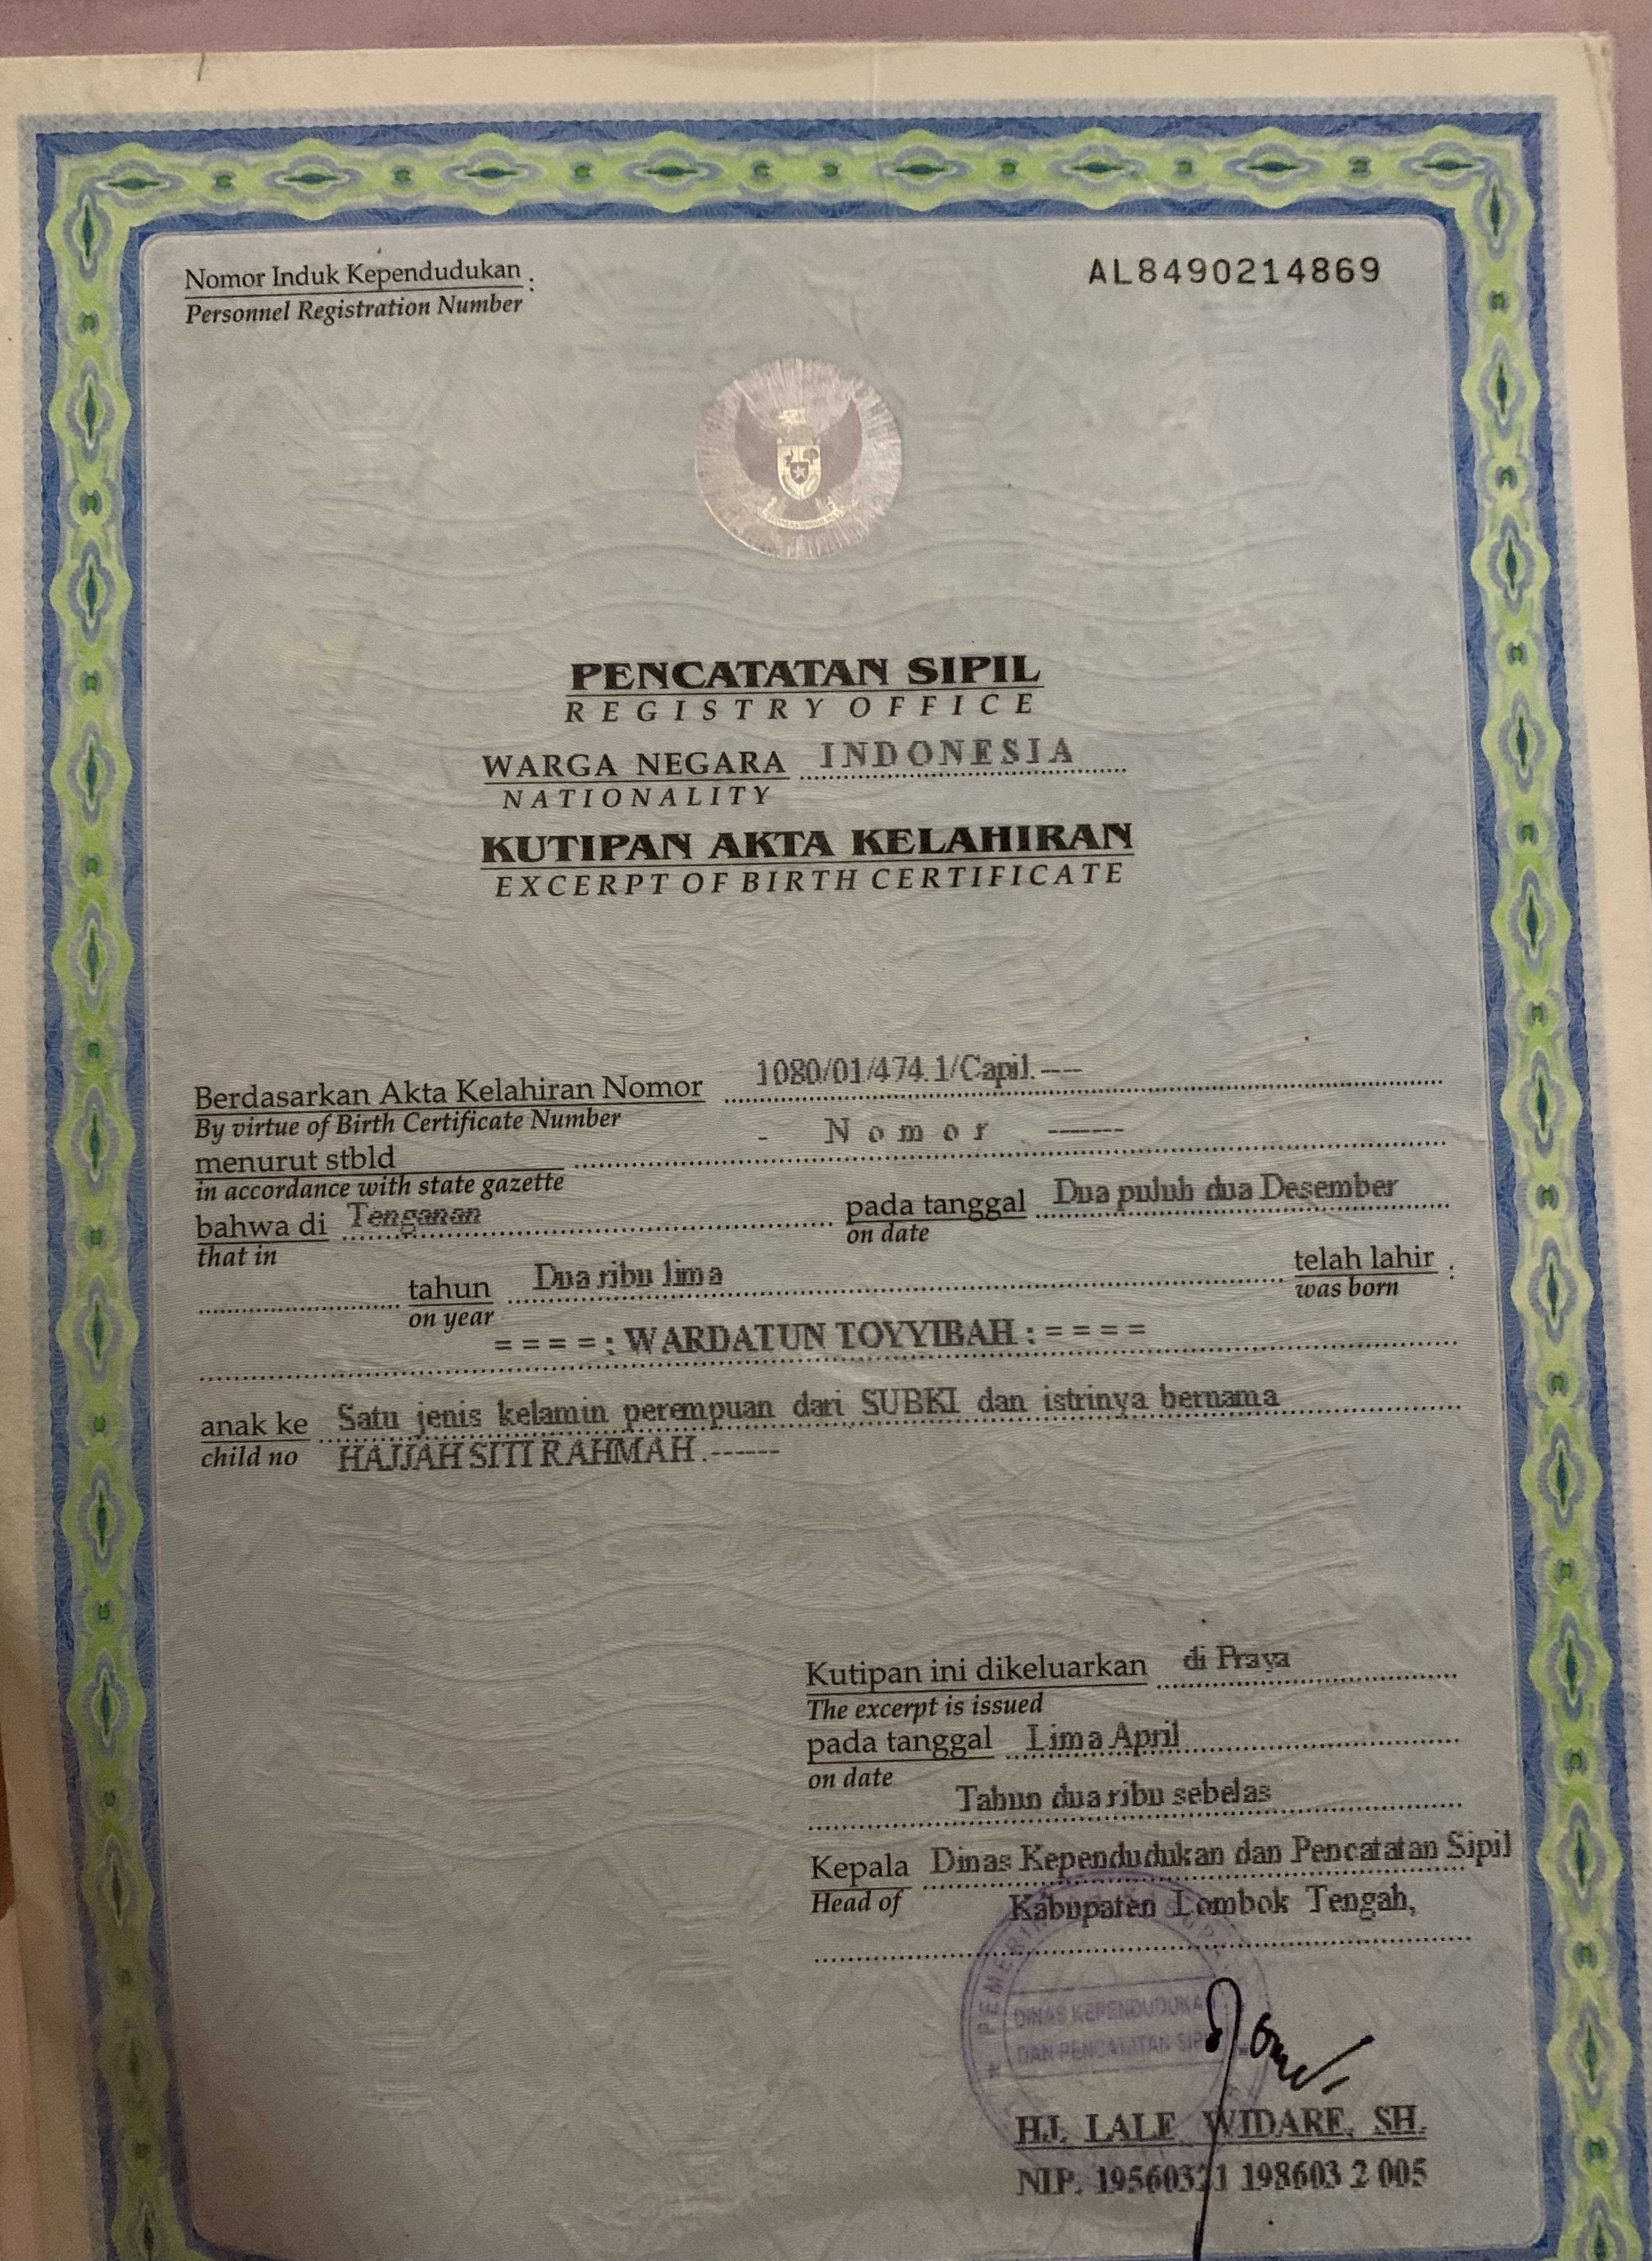 Nomor Induk Kependudukan :
Personnel Registration Number
AL8490214869
PENCATATAN SIPIL
REGISTRY OFFICE
WARGA NEGARA INDONESIA
NATIONALITY
KUTIPAN AKTA KELAHIRAN
EXCERPT OF BIRTH CERTIFICATE
Berdasarkan Akta Kelahiran Nomor 1080/01/474.1/Capil.----
By virtue of Birth Certificate Number
menurut stbld - Nomor -------
in accordance with state gazette
bahwa di Tenganan pada tanggal Dua puluh dua Desember
that in on date
tahun Dua ribu lima telah lahir :
on year was born
====: WARDATUN TOYYIBAH :====
anak ke Satu jenis kelamin perempuan dari SUBKI dan istrinya bernama
child no HAJJAH SITI RAHMAH.------
Kutipan ini dikeluarkan di Praya
The excerpt is issued
pada tanggal Lima April
on date
Tahun dua ribu sebelas
Kepala Dinas Kependudukan dan Pencatatan Sipil
Head of Kabupaten Lombok Tengah,
DINAS KEPENDUDUKAN
DAN PENCATATAN SIPIL
HJ. LALE WIDARE, SH.
NIP. 19560321 198603 2 005